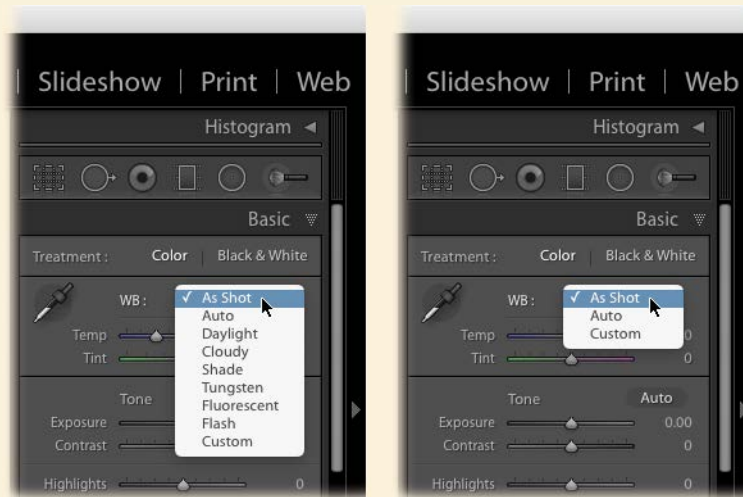 Slideshow | Print | Web
Histogram
Basic
Treatment : Color | Black & White
WB : ✓ As Shot
Auto
Temp
Daylight
Cloudy
Tint
Shade
Tungsten
Tone
Fluorescent
Exposure
Flash
Contrast
Custom
Highlights 0
Slideshow | Print | Web
Histogram
Basic
Treatment : Color | Black & White
WB : ✓ As Shot
Auto
Temp 0
Custom
Tint 0
Tone Auto
Exposure 0.00
Contrast 0
Highlights 0